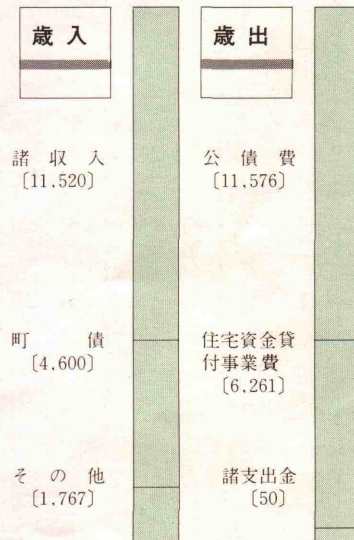 歳入
諸収入
〔11,520〕
町債
〔4,600〕
その他
〔1,767〕
歳出
公債費
〔11,576〕
住宅資金貸
付事業費
〔6,261〕
諸支出金
〔50〕